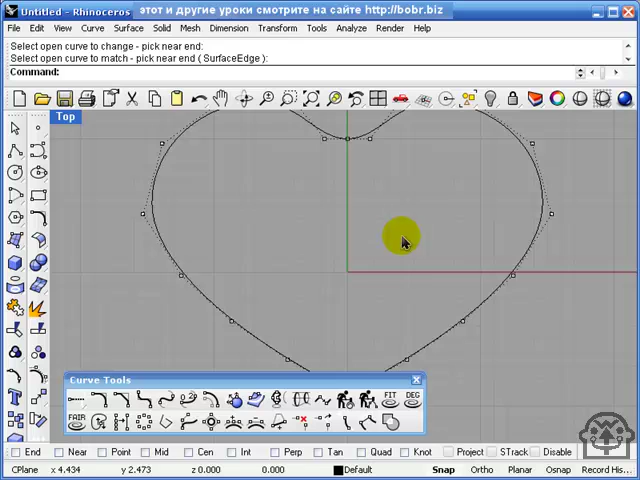 Untitled - Rhinoceros
этот и другие уроки смотрите на сайте http://bobr.biz
File Edit View Curve Surface Solid Mesh Dimension Transform Tools Analyze Render Help
Select open curve to change - pick near end:
Select open curve to match - pick near end ( SurfaceEdge ):
Command:
Top
Curve Tools
FIT DEG
FAIR
End Near Point Mid Cen Int Perp Tan Quad Knot Project STrack Disable
CPlane x 4.434 y 2.473 z 0.000 0.000 Default Snap Ortho Planar Osnap Record His...